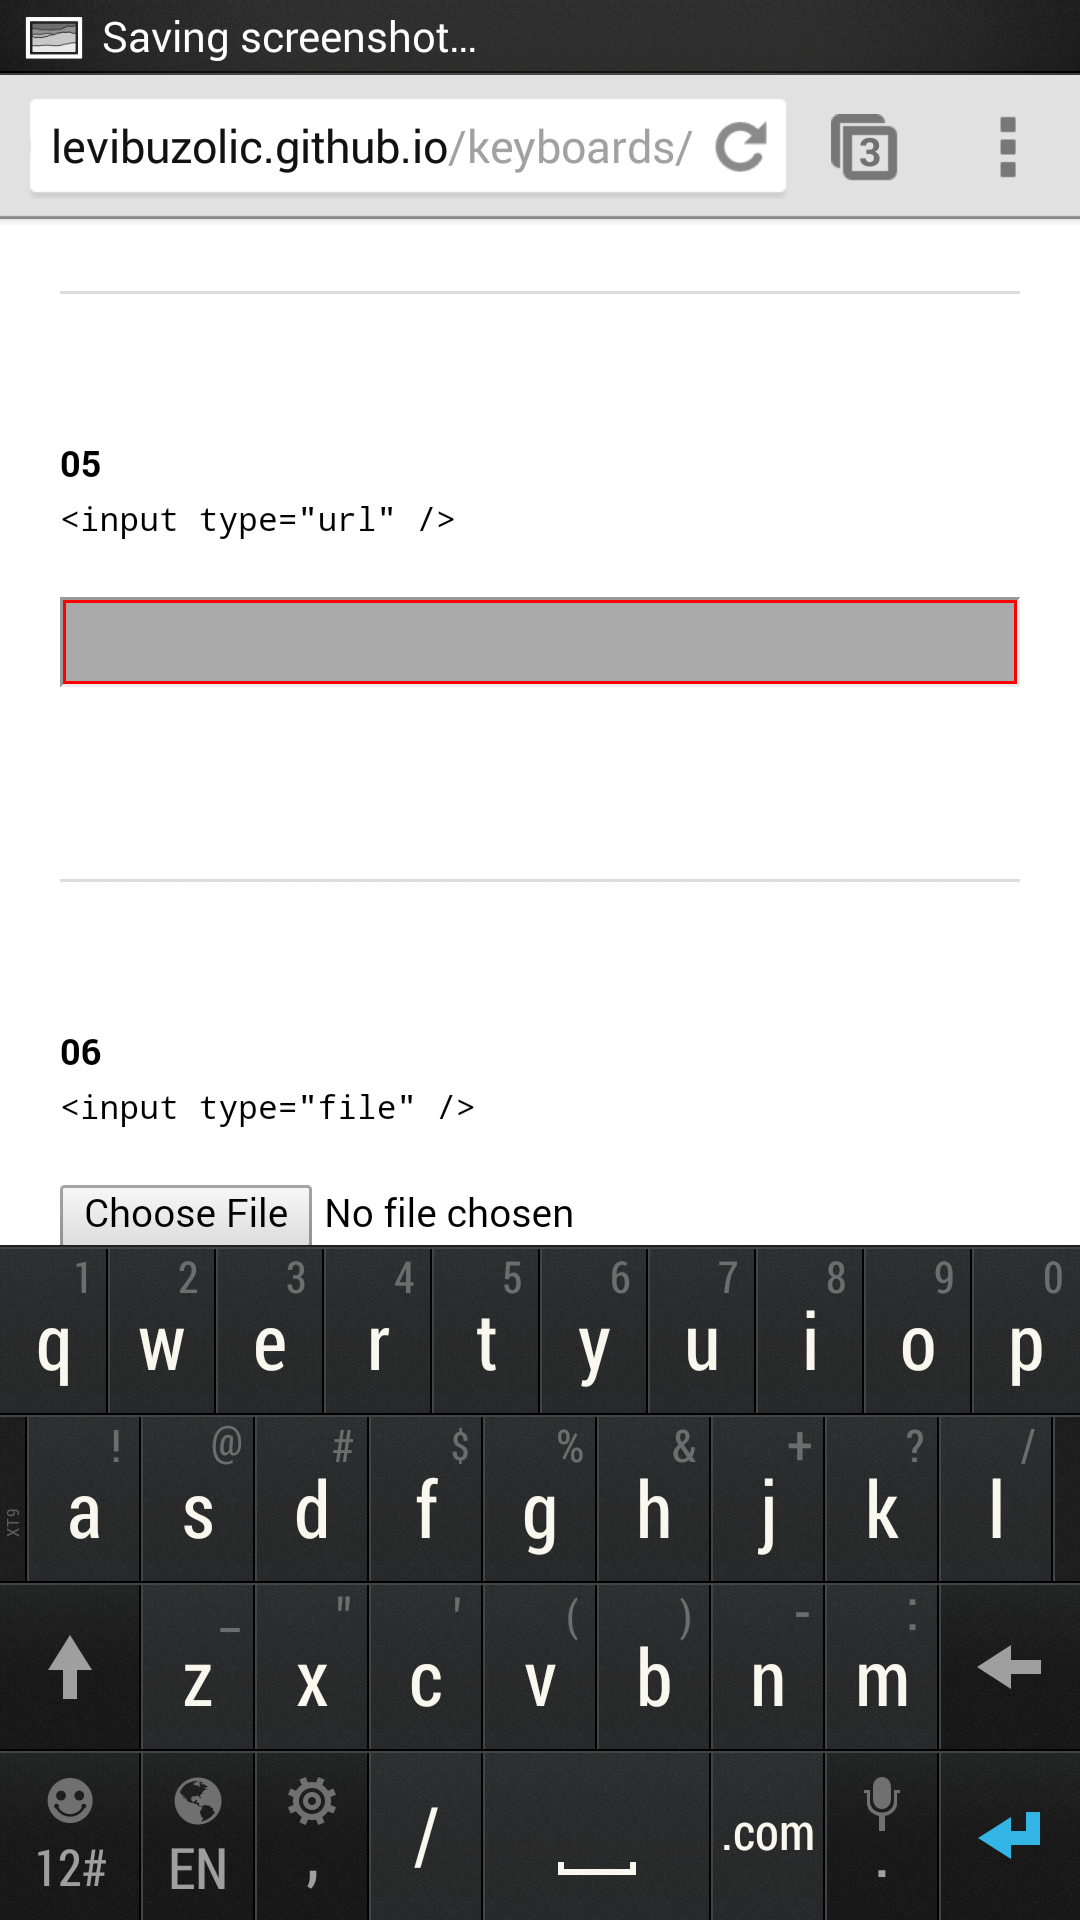 Saving screenshot...
levibuzolic.github.io/keyboards/
3
05
<input type="url" />
06
<input type="file" />
Choose File No file chosen
1 2 3 4 5 6 7 8 9 0
q w e r t y u i o p
! @ # $ % & + ? /
XT9 a s d f g h j k l
_ " ' ( ) - :
z x c v b n m
12# EN , / .com .